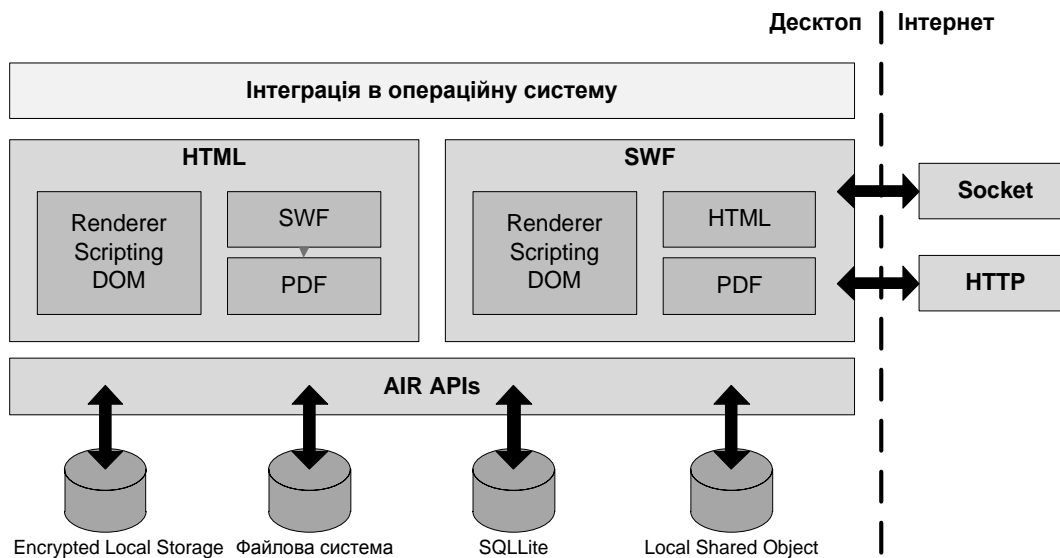 Десктоп
Інтернет
Інтеграція в операційну систему
HTML
Renderer
Scripting
DOM
SWF
PDF
SWF
Renderer
Scripting
DOM
HTML
PDF
Socket
HTTP
AIR APIs
Encrypted Local Storage
Файлова система
SQLLite
Local Shared Object